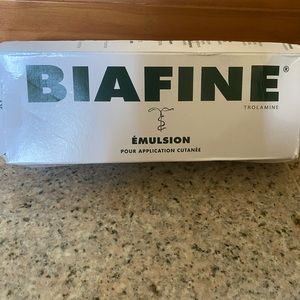 BIAFINE®
TROLAMINE
ÉMULSION
POUR APPLICATION CUTANÉE